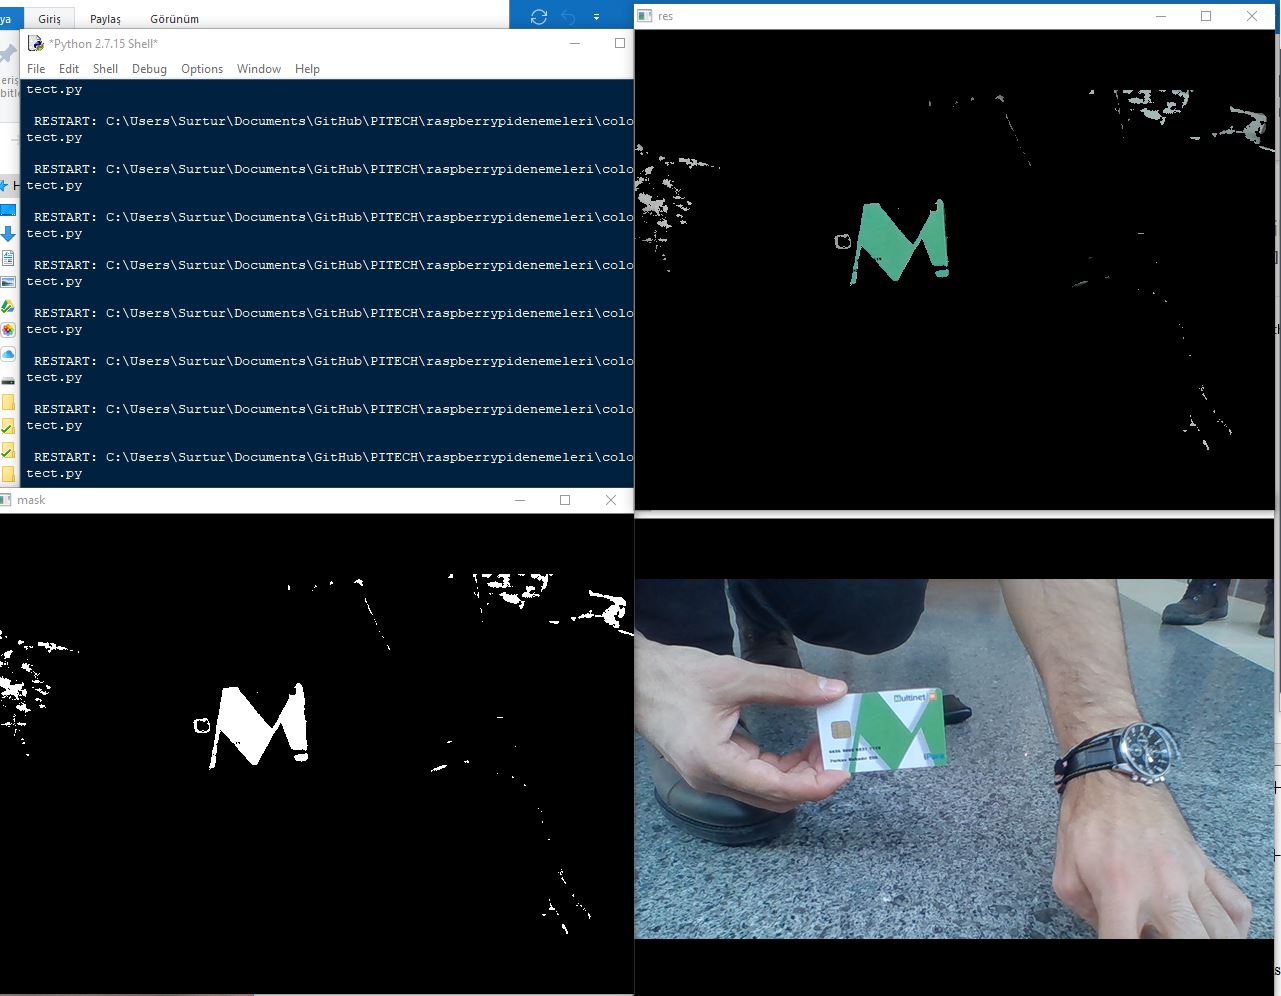 ya
Giriş
Paylaş
Görünüm
*Python 2.7.15 Shell*
File Edit Shell Debug Options Window Help
tect.py
RESTART: C:\Users\Surtur\Documents\GitHub\PITECH\raspberrypidenemeleri\colo
tect.py
RESTART: C:\Users\Surtur\Documents\GitHub\PITECH\raspberrypidenemeleri\colo
tect.py
RESTART: C:\Users\Surtur\Documents\GitHub\PITECH\raspberrypidenemeleri\colo
tect.py
RESTART: C:\Users\Surtur\Documents\GitHub\PITECH\raspberrypidenemeleri\colo
tect.py
RESTART: C:\Users\Surtur\Documents\GitHub\PITECH\raspberrypidenemeleri\colo
tect.py
RESTART: C:\Users\Surtur\Documents\GitHub\PITECH\raspberrypidenemeleri\colo
tect.py
RESTART: C:\Users\Surtur\Documents\GitHub\PITECH\raspberrypidenemeleri\colo
tect.py
RESTART: C:\Users\Surtur\Documents\GitHub\PITECH\raspberrypidenemeleri\colo
tect.py
res
mask
Multinet